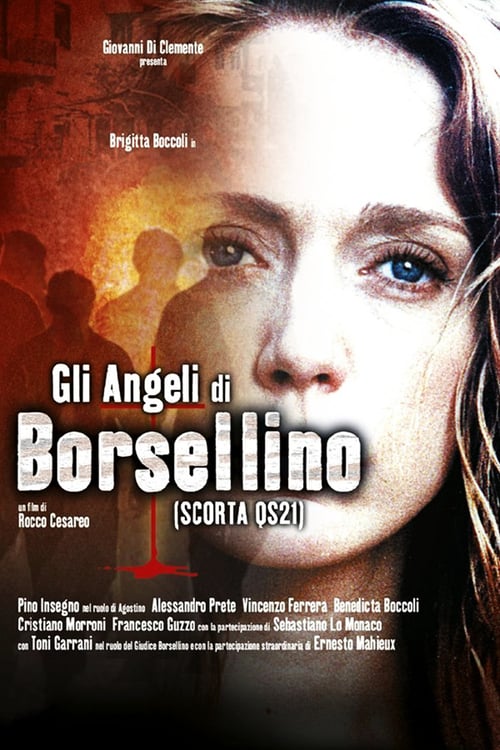 Giovanni Di Clemente
presenta
Brigitta Boccoli in
Gli Angeli di
Borsellino
(SCORTA QS21)
un film di
Rocco Cesareo
Pino Insegno nel ruolo di Agostino Alessandro Prete Vincenzo Ferrera Benedicta Boccoli
Cristiano Morroni Francesco Guzzo con la partecipazione di Sebastiano Lo Monaco
con Toni Garrani nel ruolo del Giudice Borsellino e con la partecipazione straordinaria di Ernesto Mahieux